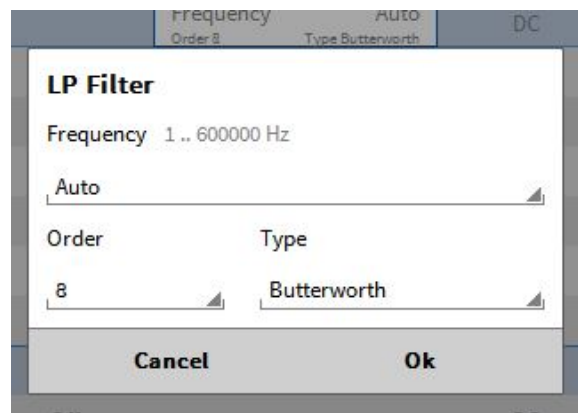 Frequency Auto DC
Order 8 Type Butterworth
LP Filter
Frequency 1 .. 600000 Hz
Auto
Order Type
8 Butterworth
Cancel Ok